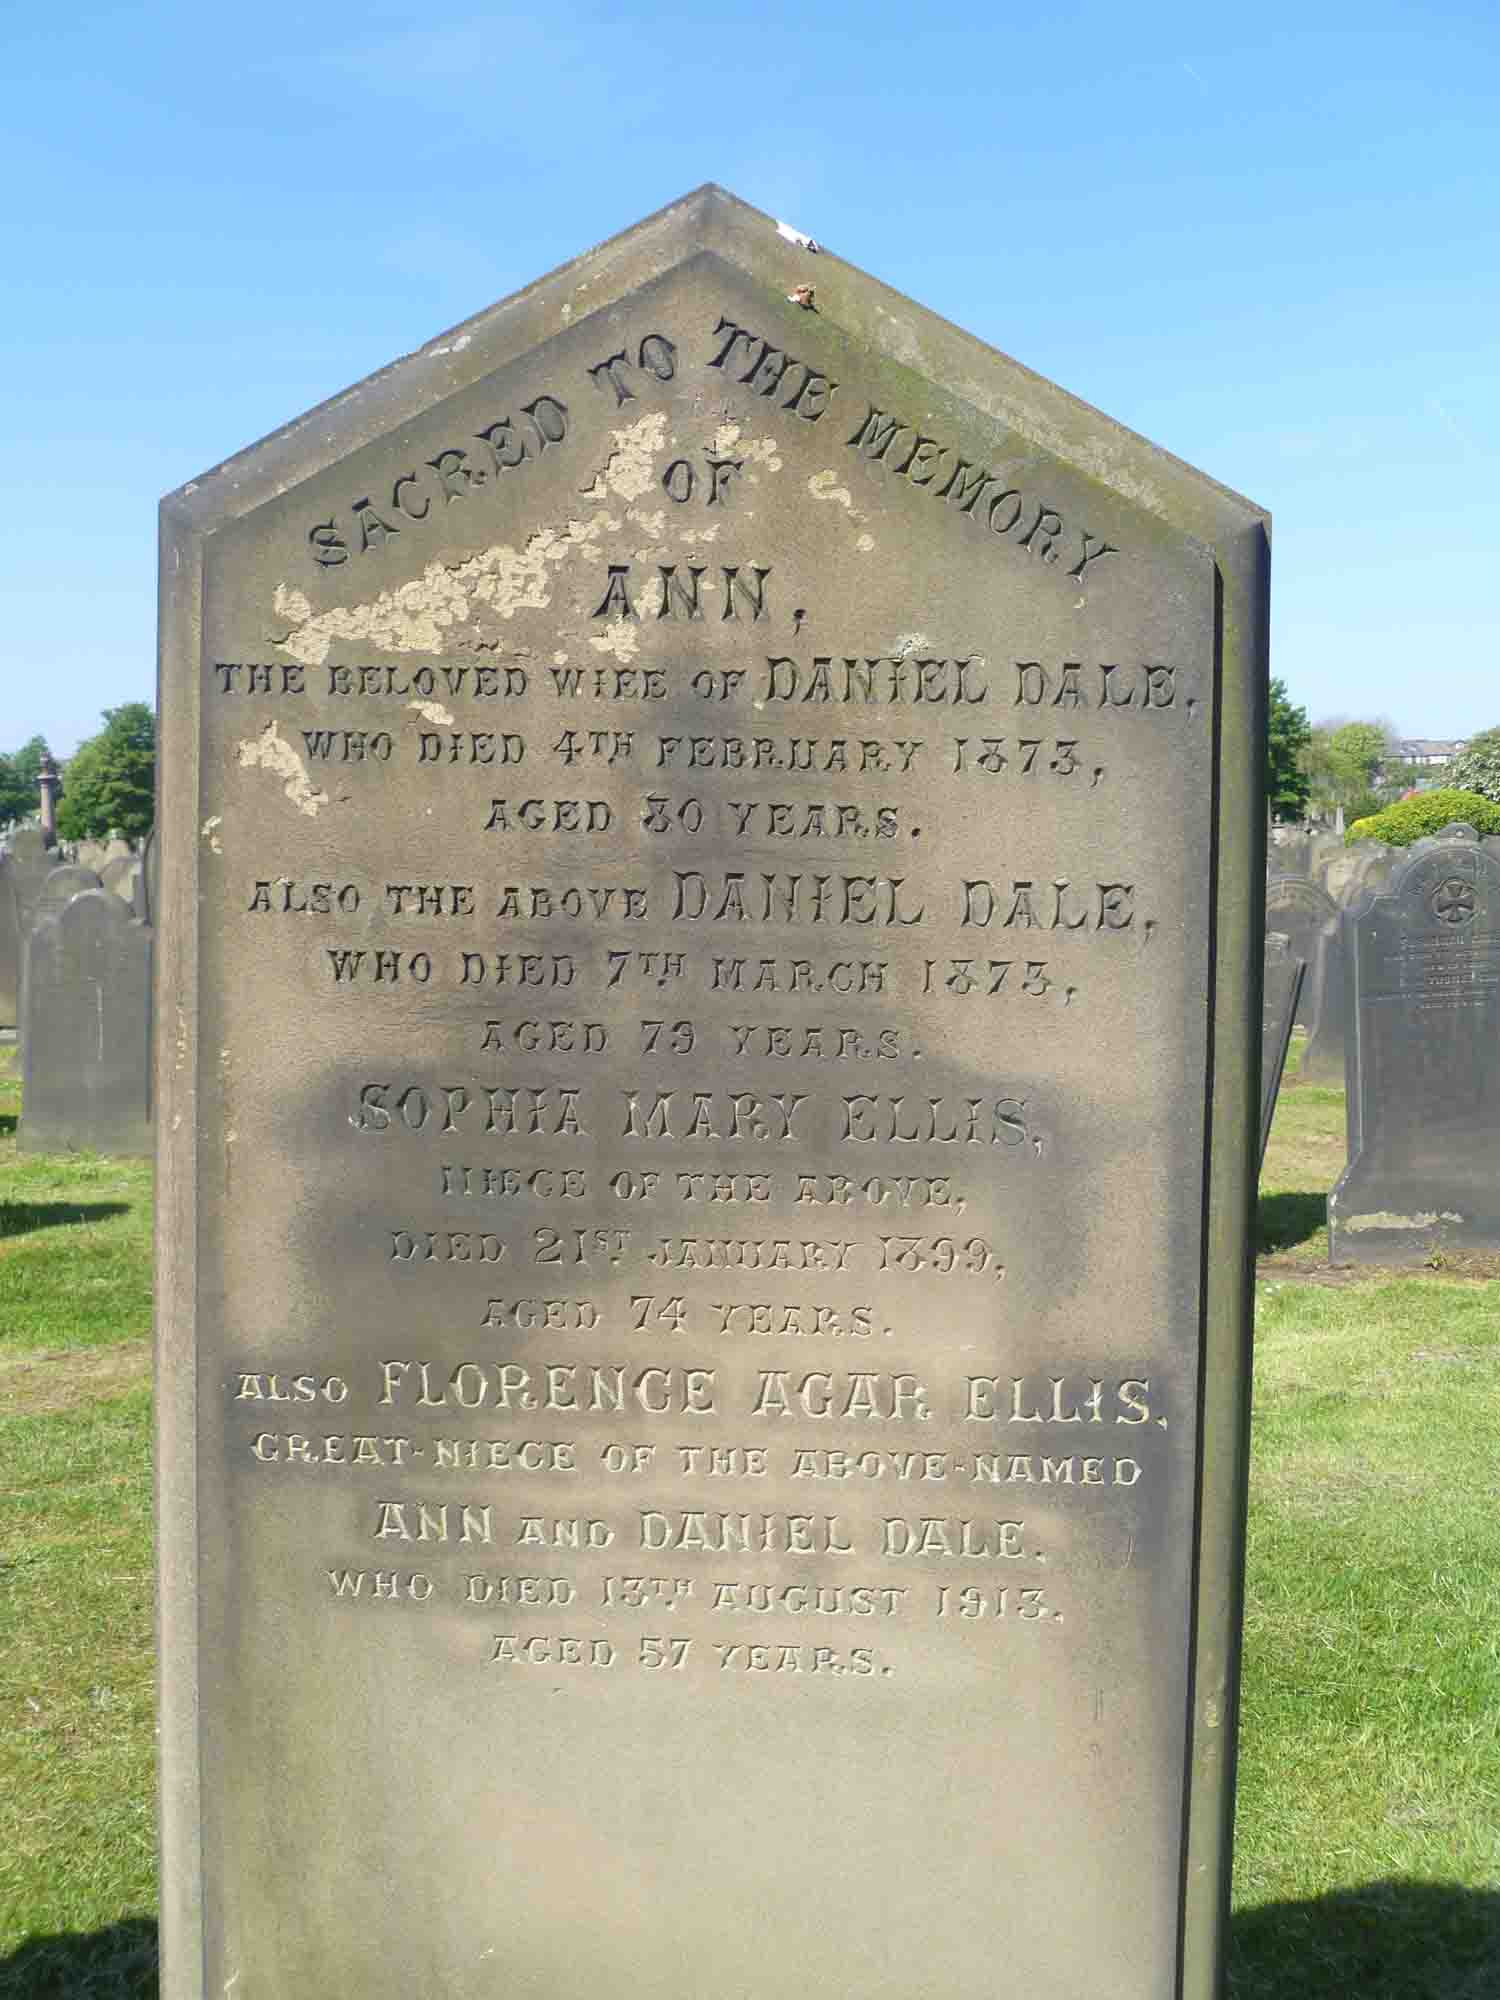 SACRED TO THE MEMORY
OF
ANN,
THE BELOVED WIFE OF DANIEL DALE,
WHO DIED 4TH FEBRUARY 1873,
AGED 80 YEARS.
ALSO THE ABOVE DANIEL DALE,
WHO DIED 7TH MARCH 1873,
AGED 79 YEARS.
SOPHIA MARY ELLIS,
NIECE OF THE ABOVE,
DIED 21ST JANUARY 1899,
AGED 74 YEARS.
ALSO FLORENCE AGAR ELLIS,
GREAT-NIECE OF THE ABOVE-NAMED
ANN AND DANIEL DALE.
WHO DIED 13TH AUGUST 1913.
AGED 57 YEARS.